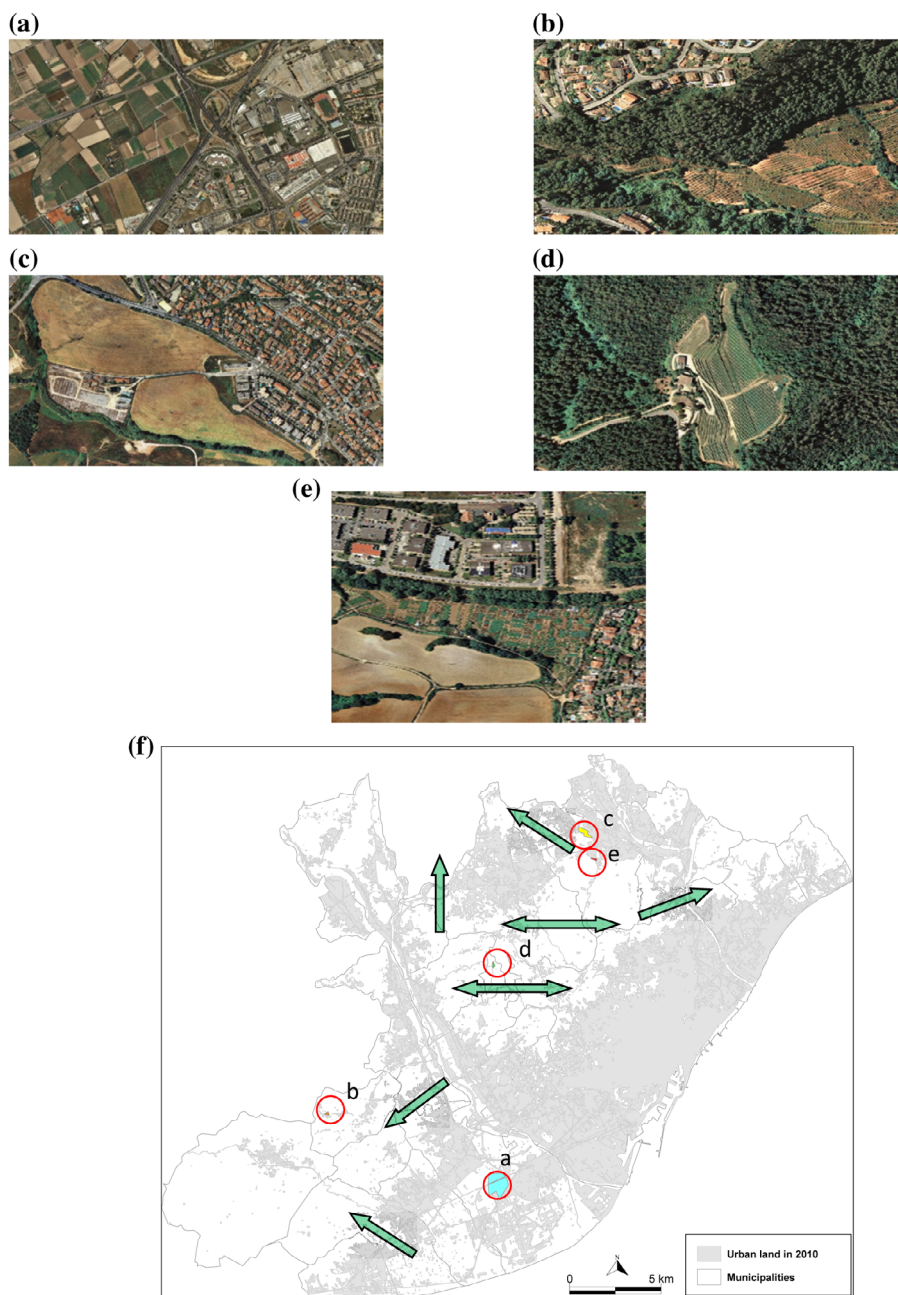 (a)
(b)
(c)
(d)
(e)
(f)
c
e
d
b
a
N
0 5 km
Urban land in 2010
Municipalities